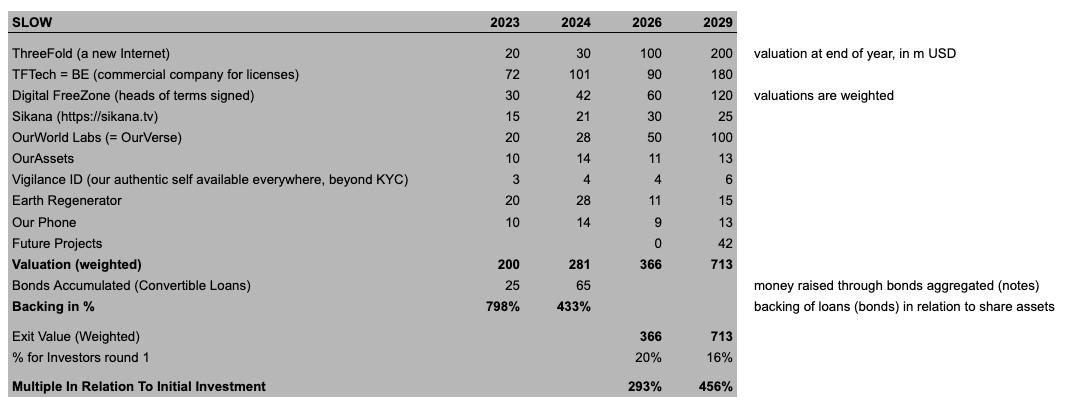 SLOW 2023 2024 2026 2029
ThreeFold (a new Internet) 20 30 100 200 valuation at end of year, in m USD
TFTech = BE (commercial company for licenses) 72 101 90 180
Digital FreeZone (heads of terms signed) 30 42 60 120 valuations are weighted
Sikana (https://sikana.tv) 15 21 30 25
OurWorld Labs (= OurVerse) 20 28 50 100
OurAssets 10 14 11 13
Vigilance ID (our authentic self available everywhere, beyond KYC) 3 4 4 6
Earth Regenerator 20 28 11 15
Our Phone 10 14 9 13
Future Projects 0 42
Valuation (weighted) 200 281 366 713
Bonds Accumulated (Convertible Loans) 25 65 money raised through bonds aggregated (notes)
Backing in % 798% 433% backing of loans (bonds) in relation to share assets
Exit Value (Weighted) 366 713
% for Investors round 1 20% 16%
Multiple In Relation To Initial Investment 293% 456%